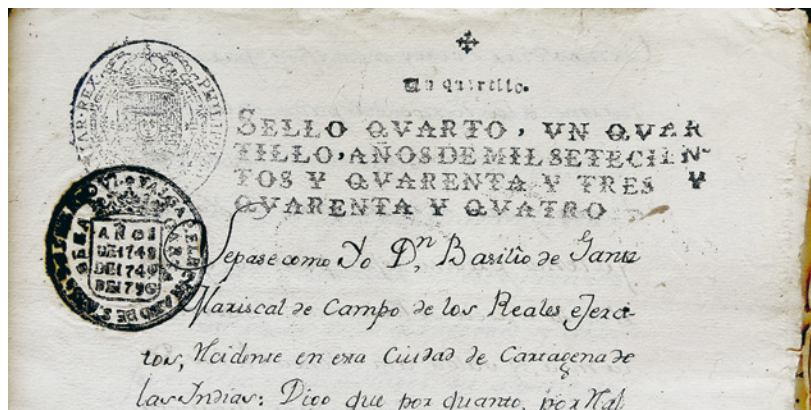 Un quartillo.
SELLO QVARTO, VN QVAR
TILLO, AÑOS DE MIL SETECIEN-
TOS Y QVARENTA Y TRES Y
QVARENTA Y QVATRO
AÑOS
DE 1748
DE 1749
DE 1750
Sepase como Yo Dn. Basilio de Gante
Mariscal de Campo de los Reales exerci-
tos, Residente en esta Ciudad de Cartagena de
las Indias: Digo que por quanto, por Real